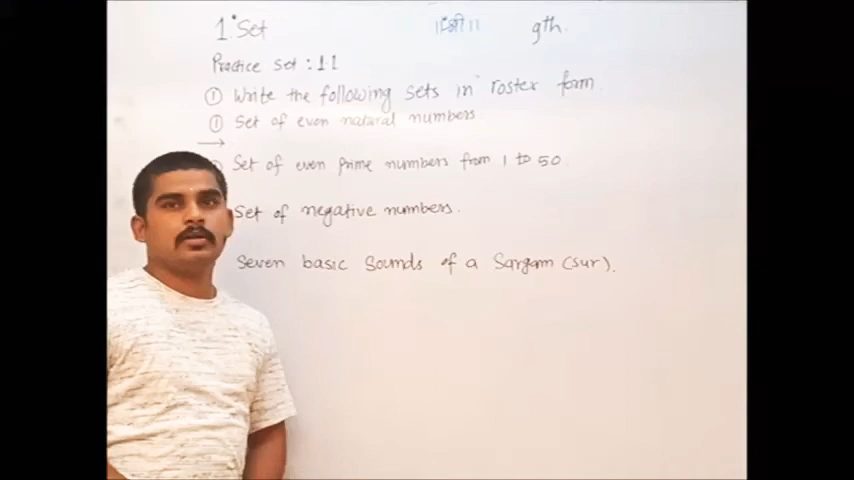 1. Set ॥श्री॥ 9th.
Practice set : 1.1
① Write the following sets in roster form
① Set of even natural numbers
→
Set of even prime numbers from 1 to 50
Set of negative numbers.
Seven basic sounds of a Sargam (sur).